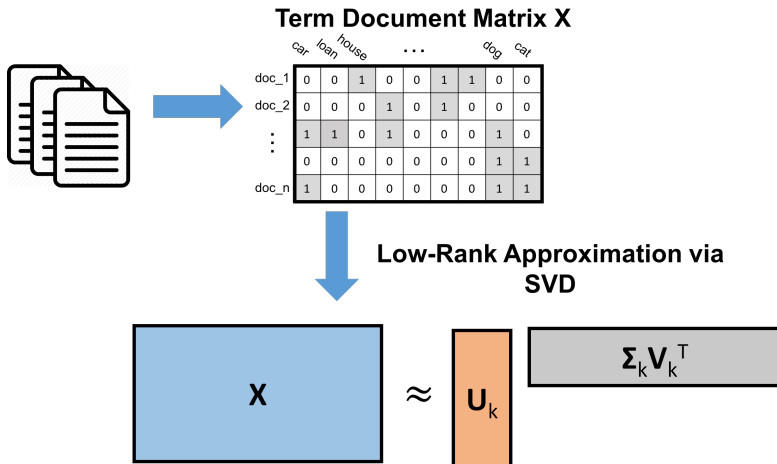 Term Document Matrix X
car loan house ... dog cat
doc_1 0 0 1 0 0 1 1 0 0
doc_2 0 0 0 1 0 1 0 0 0
⋮ 1 1 0 1 0 0 0 1 0
0 0 0 0 0 0 0 1 1
doc_n 1 0 0 0 0 0 0 1 1
Low-Rank Approximation via
SVD
X ≈ U_k Σ_kV_k^T